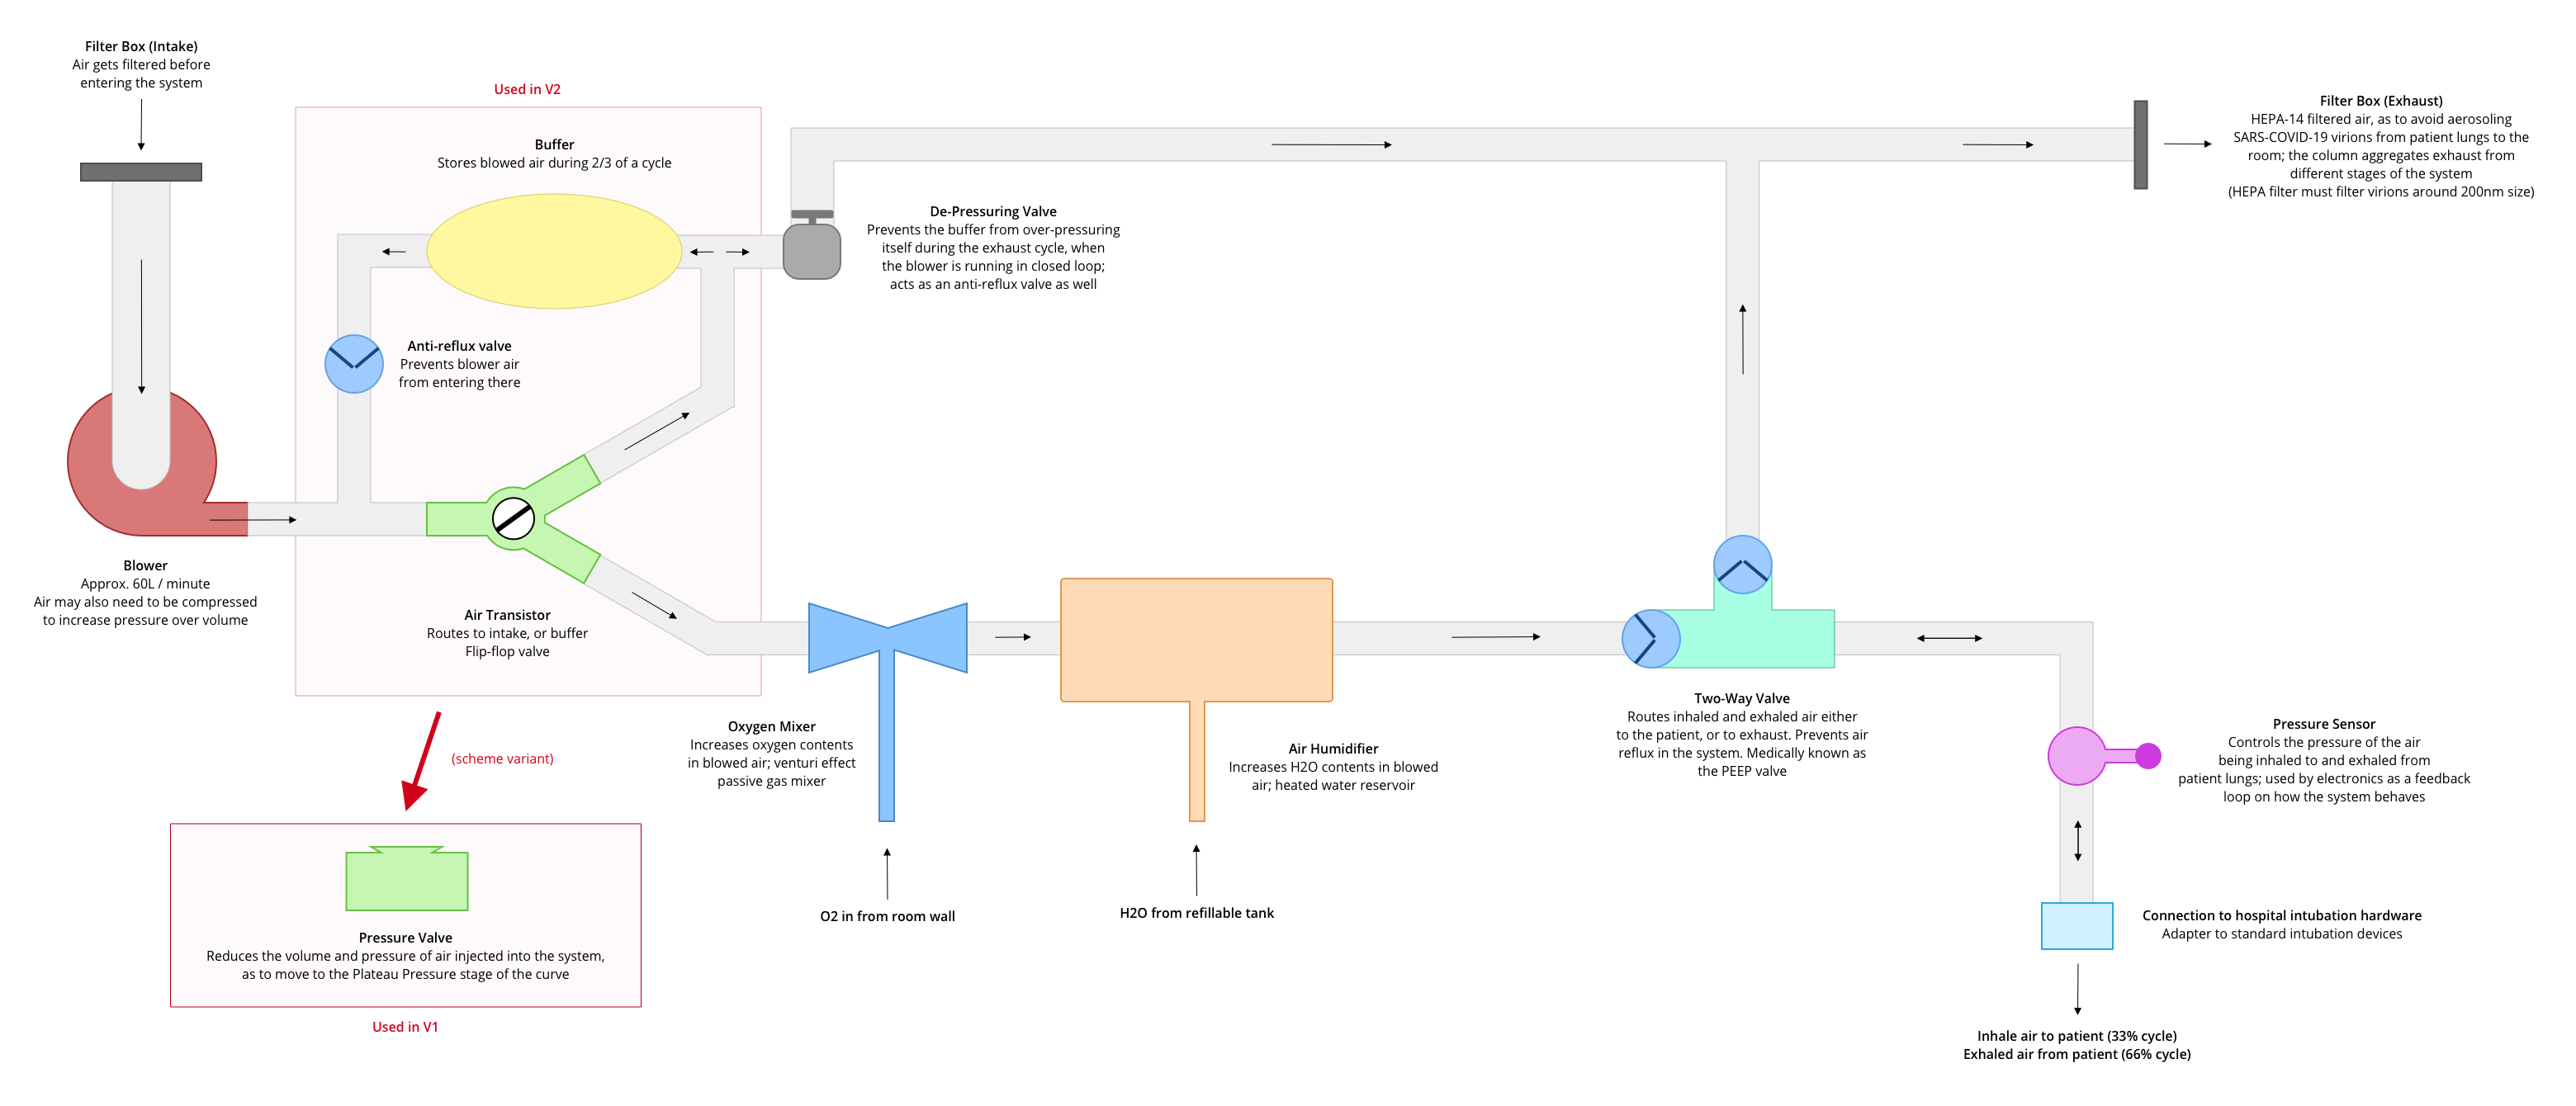 Filter Box (Intake)
Air gets filtered before
entering the system
Used in V2
Buffer
Stores blowed air during 2/3 of a cycle
Filter Box (Exhaust)
HEPA-14 filtered air, as to avoid aerosoling
SARS-COVID-19 virions from patient lungs to the
room; the column aggregates exhaust from
different stages of the system
(HEPA filter must filter virions around 200nm size)
De-Pressuring Valve
Prevents the buffer from over-pressuring
itself during the exhaust cycle, when
the blower is running in closed loop;
acts as an anti-reflux valve as well
Anti-reflux valve
Prevents blower air
from entering there
Blower
Approx. 60L / minute
Air may also need to be compressed
to increase pressure over volume
Air Transistor
Routes to intake, or buffer
Flip-flop valve
Oxygen Mixer
Increases oxygen contents
in blowed air; venturi effect
passive gas mixer
Air Humidifier
Increases H2O contents in blowed
air; heated water reservoir
Two-Way Valve
Routes inhaled and exhaled air either
to the patient, or to exhaust. Prevents air
reflux in the system. Medically known as
the PEEP valve
Pressure Sensor
Controls the pressure of the air
being inhaled to and exhaled from
patient lungs; used by electronics as a feedback
loop on how the system behaves
(scheme variant)
O2 in from room wall
H2O from refillable tank
Connection to hospital intubation hardware
Adapter to standard intubation devices
Pressure Valve
Reduces the volume and pressure of air injected into the system,
as to move to the Plateau Pressure stage of the curve
Used in V1
Inhale air to patient (33% cycle)
Exhaled air from patient (66% cycle)